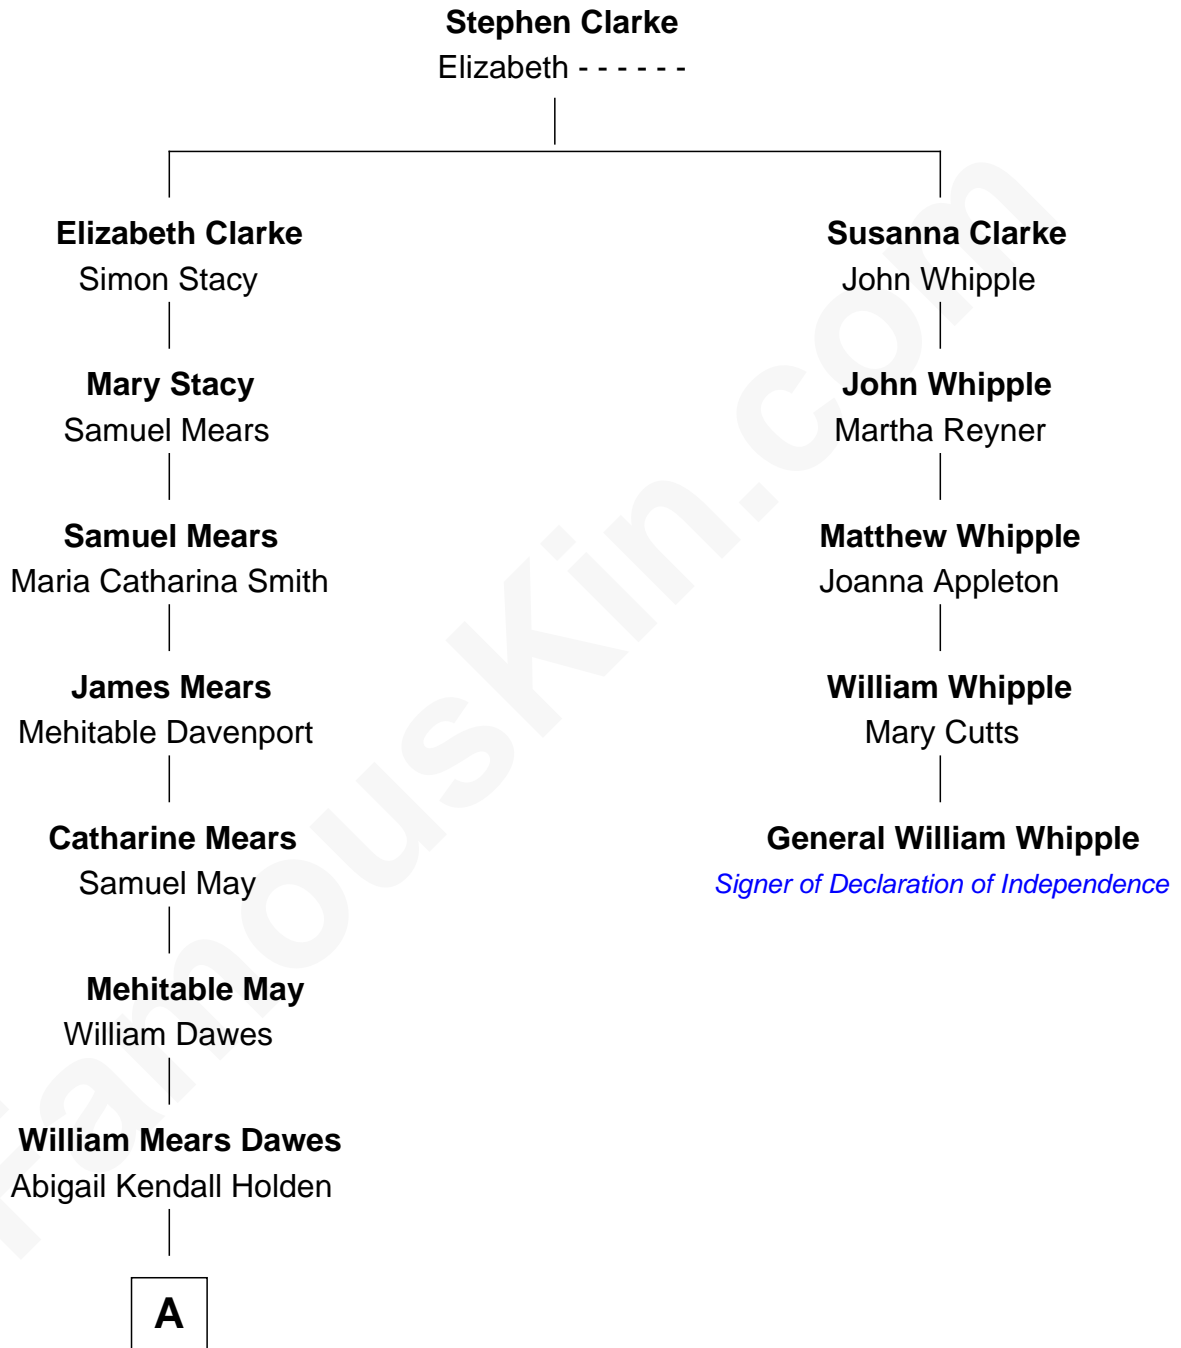 Stephen Clarke
Elizabeth - - - - - -
Elizabeth Clarke
Simon Stacy
Mary Stacy
Samuel Mears
Samuel Mears
Maria Catharina Smith
James Mears
Mehitable Davenport
Catharine Mears
Samuel May
Mehitable May
William Dawes
William Mears Dawes
Abigail Kendall Holden
A
Susanna Clarke
John Whipple
John Whipple
Martha Reyner
Matthew Whipple
Joanna Appleton
William Whipple
Mary Cutts
General William Whipple
Signer of Declaration of Independence
FamousKin.com